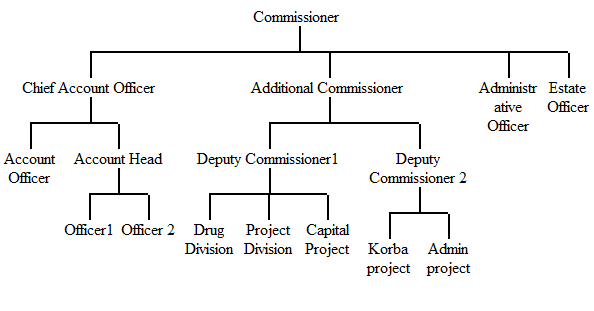 Commissioner
Chief Account Officer
Additional Commissioner
Administr
ative
Officer
Estate
Officer
Account
Officer
Account Head
Deputy Commissioner1
Deputy
Commissioner 2
Officer1
Officer 2
Drug
Division
Project
Division
Capital
Project
Korba
project
Admin
project